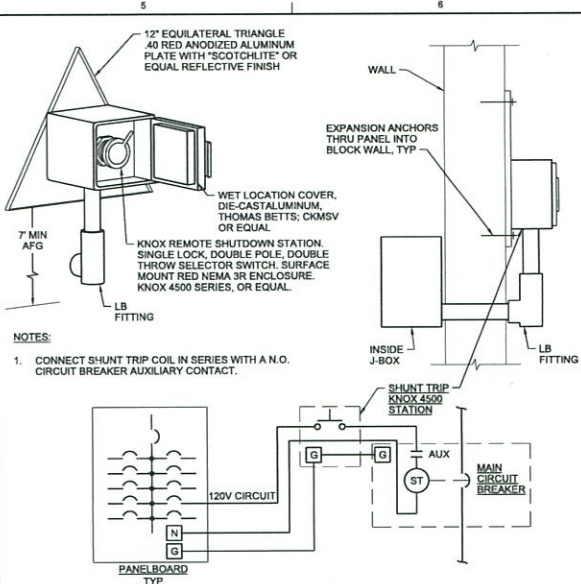 5
6
12" EQUILATERAL TRIANGLE
.40 RED ANODIZED ALUMINUM
PLATE WITH "SCOTCHLITE" OR
EQUAL REFLECTIVE FINISH
WALL
EXPANSION ANCHORS
THRU PANEL INTO
BLOCK WALL, TYP
WET LOCATION COVER,
DIE-CASTALUMINUM,
THOMAS BETTS; CKMSV
OR EQUAL
7' MIN
AFG
KNOX REMOTE SHUTDOWN STATION.
SINGLE LOCK, DOUBLE POLE, DOUBLE
THROW SELECTOR SWITCH. SURFACE
MOUNT RED NEMA 3R ENCLOSURE.
KNOX 4500 SERIES, OR EQUAL.
LB
FITTING
INSIDE
J-BOX
LB
FITTING
NOTES:
1. CONNECT SHUNT TRIP COIL IN SERIES WITH A N.O.
CIRCUIT BREAKER AUXILIARY CONTACT.
SHUNT TRIP
KNOX 4500
STATION
G
G
AUX
ST
MAIN
CIRCUIT
BREAKER
120V CIRCUIT
N
G
PANELBOARD
TYP